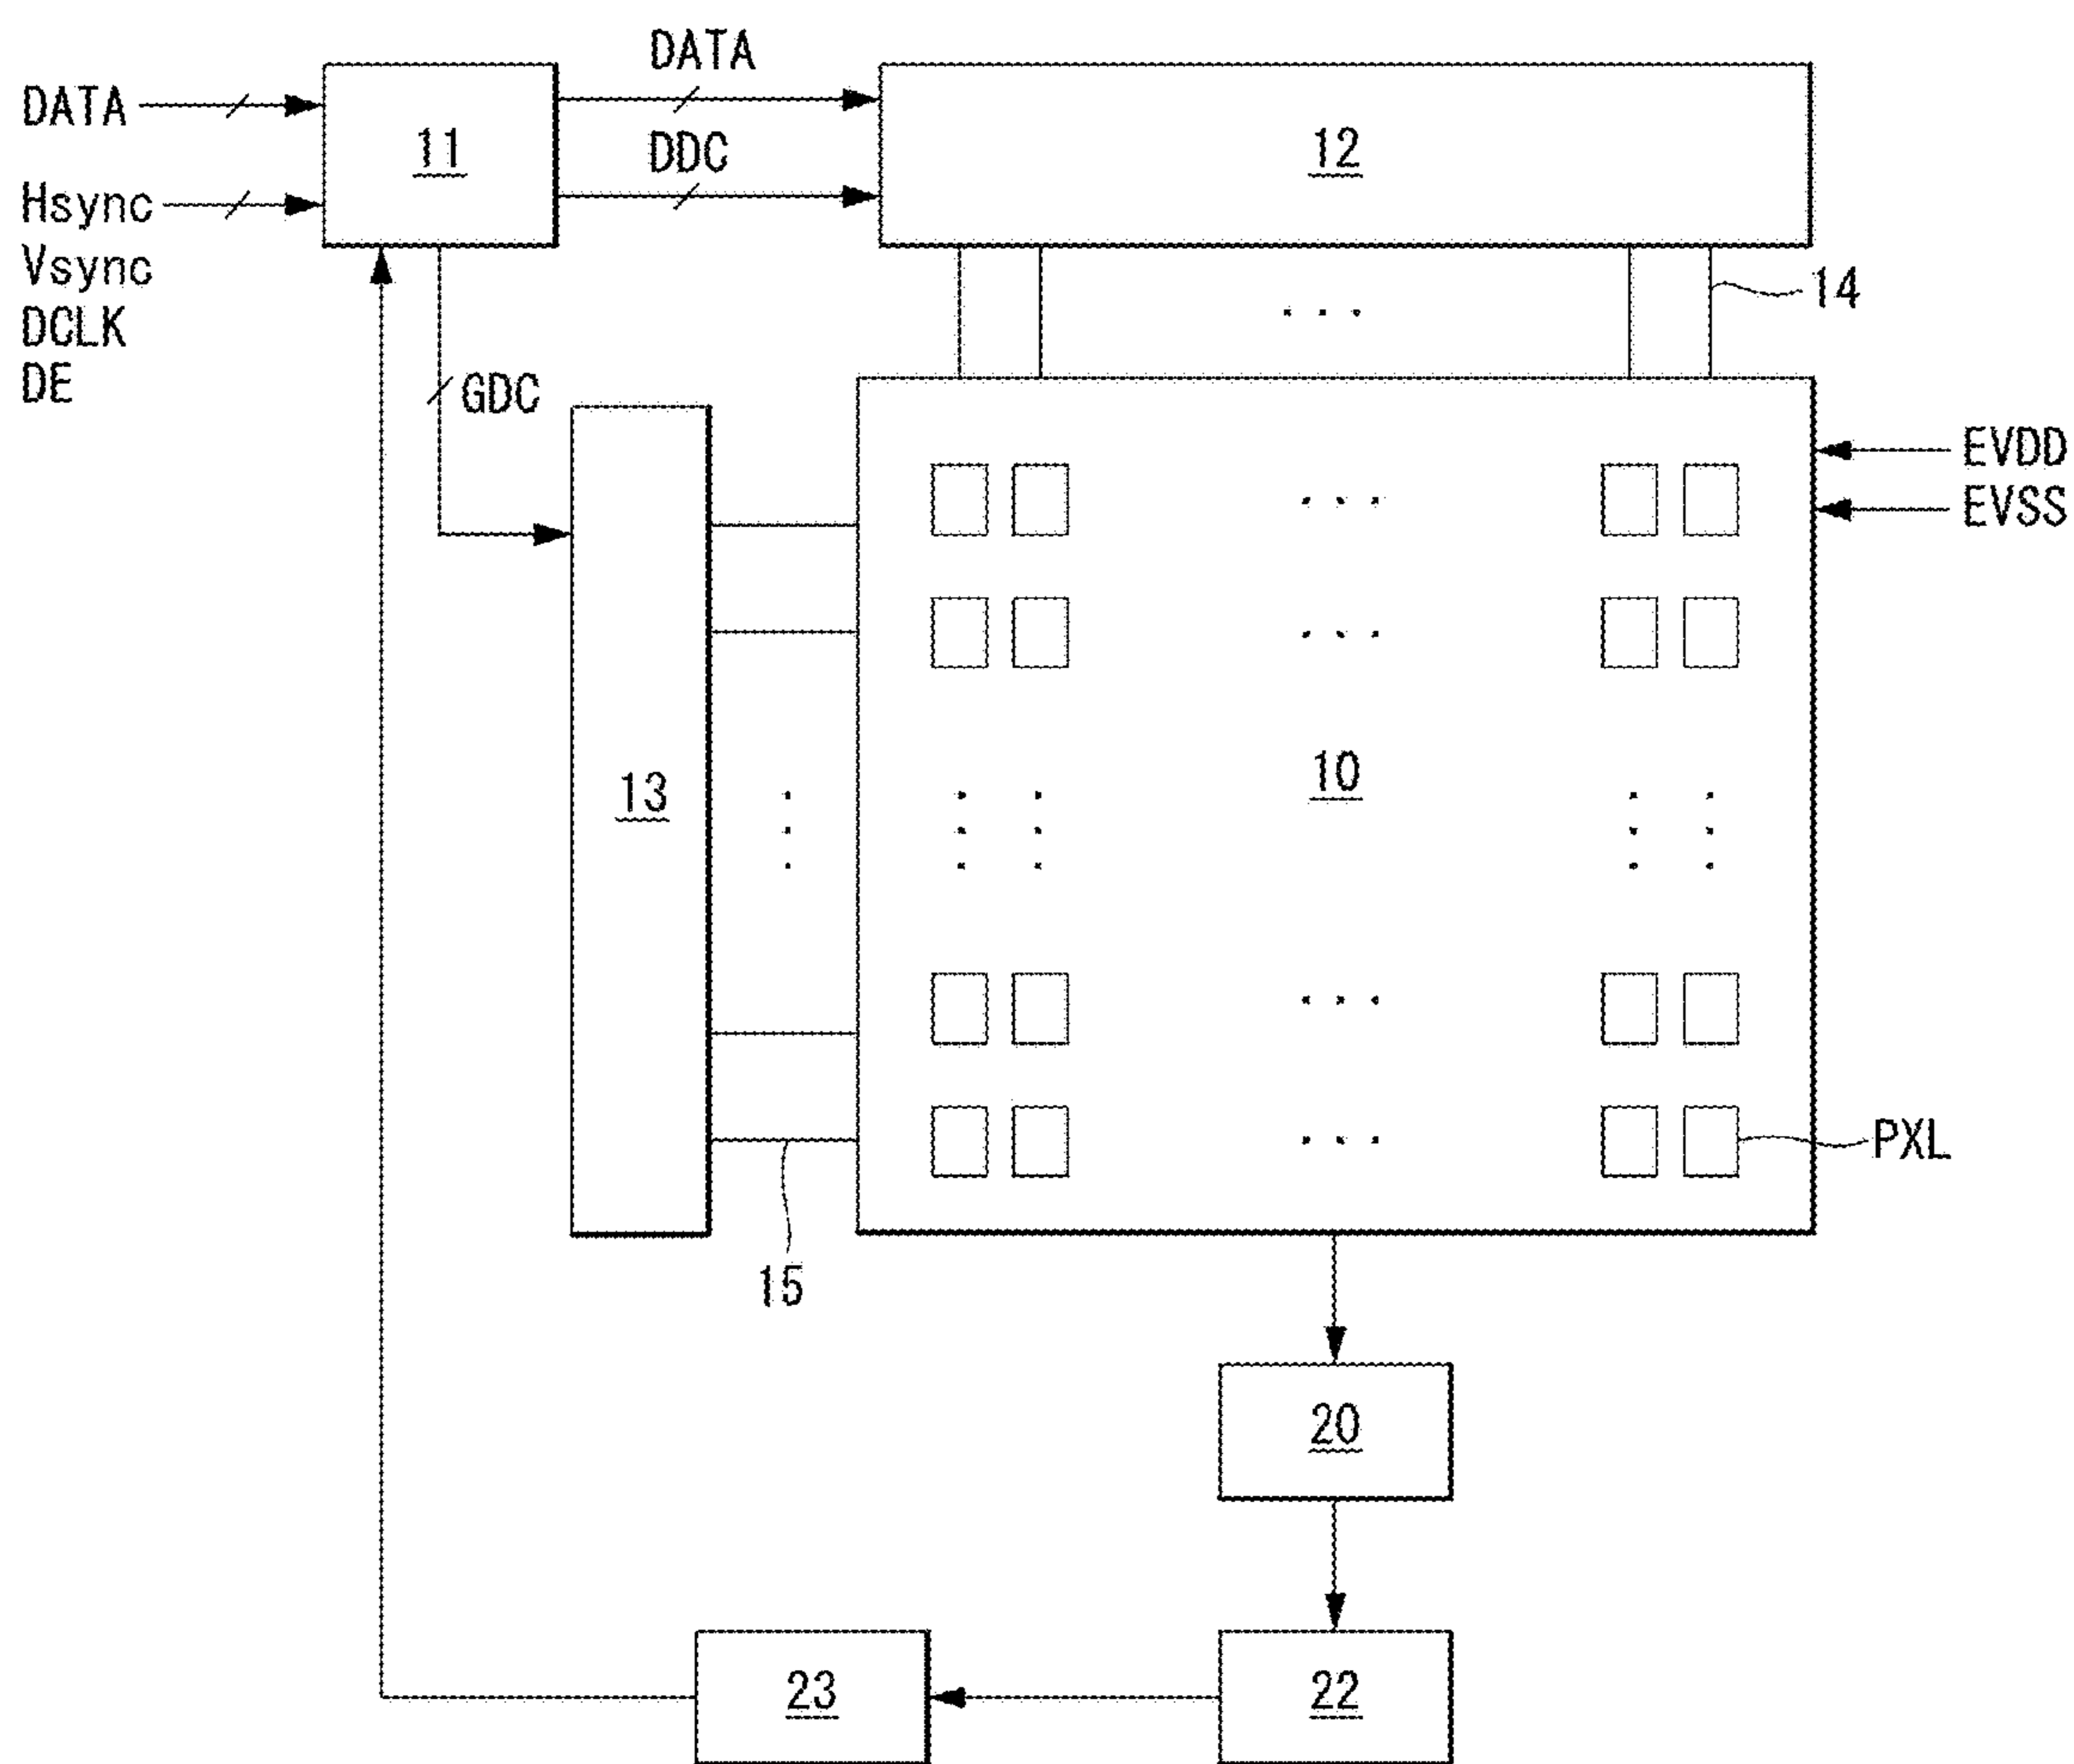 DATA
DATA
11
12
DDC
Hsync
Vsync
DCLK
DE
14
GDC
EVDD
EVSS
13
10
PXL
15
20
23
22